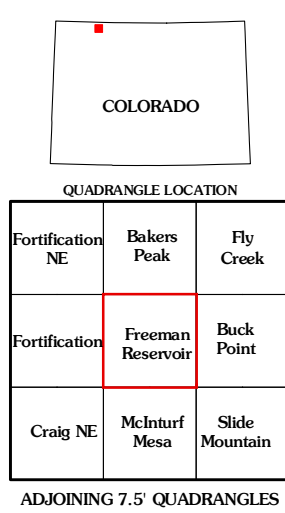 COLORADO
QUADRANGLE LOCATION
Fortification
NE
Bakers
Peak
Fly
Creek
Fortification
Freeman
Reservoir
Buck
Point
Craig NE
McInturf
Mesa
Slide
Mountain
ADJOINING 7.5' QUADRANGLES